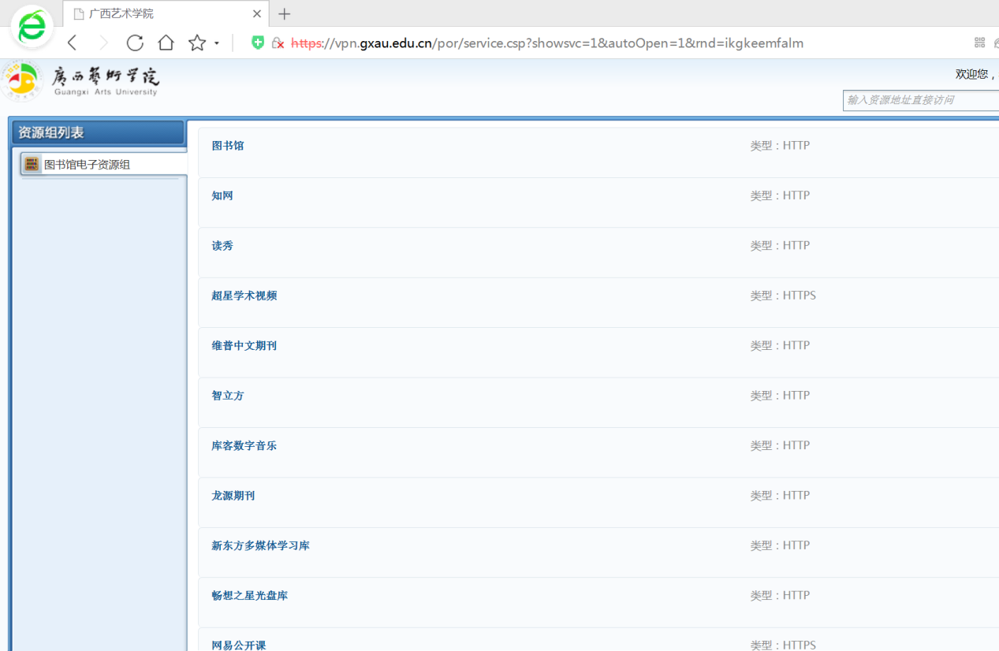 广西艺术学院
https://vpn.gxau.edu.cn/por/service.csp?showsvc=1&autoOpen=1&rnd=ikgkeemfalm
廣西藝術学院
Guangxi Arts University
欢迎您，
输入资源地址直接访问
资源组列表
图书馆电子资源组
图书馆 类型：HTTP
知网 类型：HTTP
读秀 类型：HTTP
超星学术视频 类型：HTTPS
维普中文期刊 类型：HTTP
智立方 类型：HTTP
库客数字音乐 类型：HTTP
龙源期刊 类型：HTTP
新东方多媒体学习库 类型：HTTP
畅想之星光盘库 类型：HTTP
网易公开课 类型：HTTPS